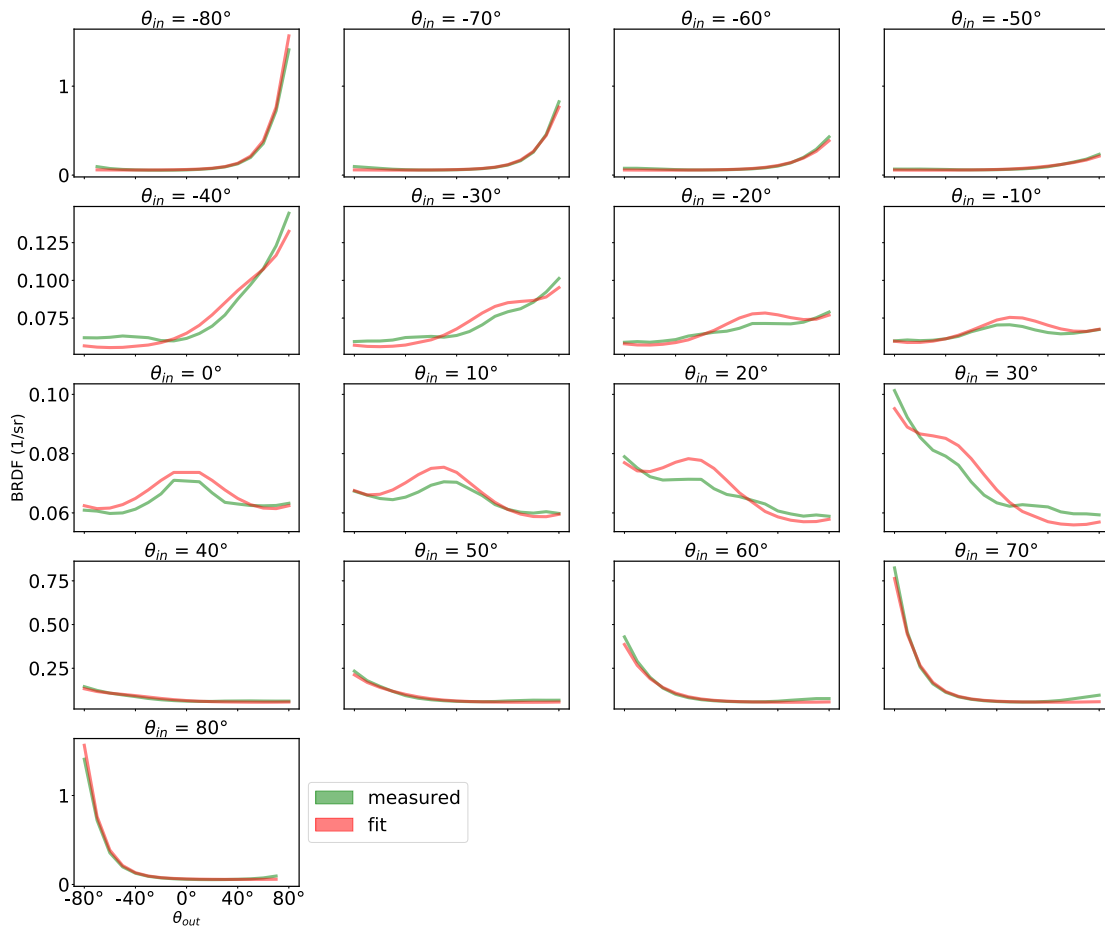 θin = -80° θin = -70° θin = -60° θin = -50°
1
0
θin = -40° θin = -30° θin = -20° θin = -10°
0.125
0.100
0.075
θin = 0° θin = 10° θin = 20° θin = 30°
0.10
0.08
0.06
BRDF (1/sr)
θin = 40° θin = 50° θin = 60° θin = 70°
0.75
0.50
0.25
θin = 80°
1
0
-80° -40° 0° 40° 80°
θout
measured
fit